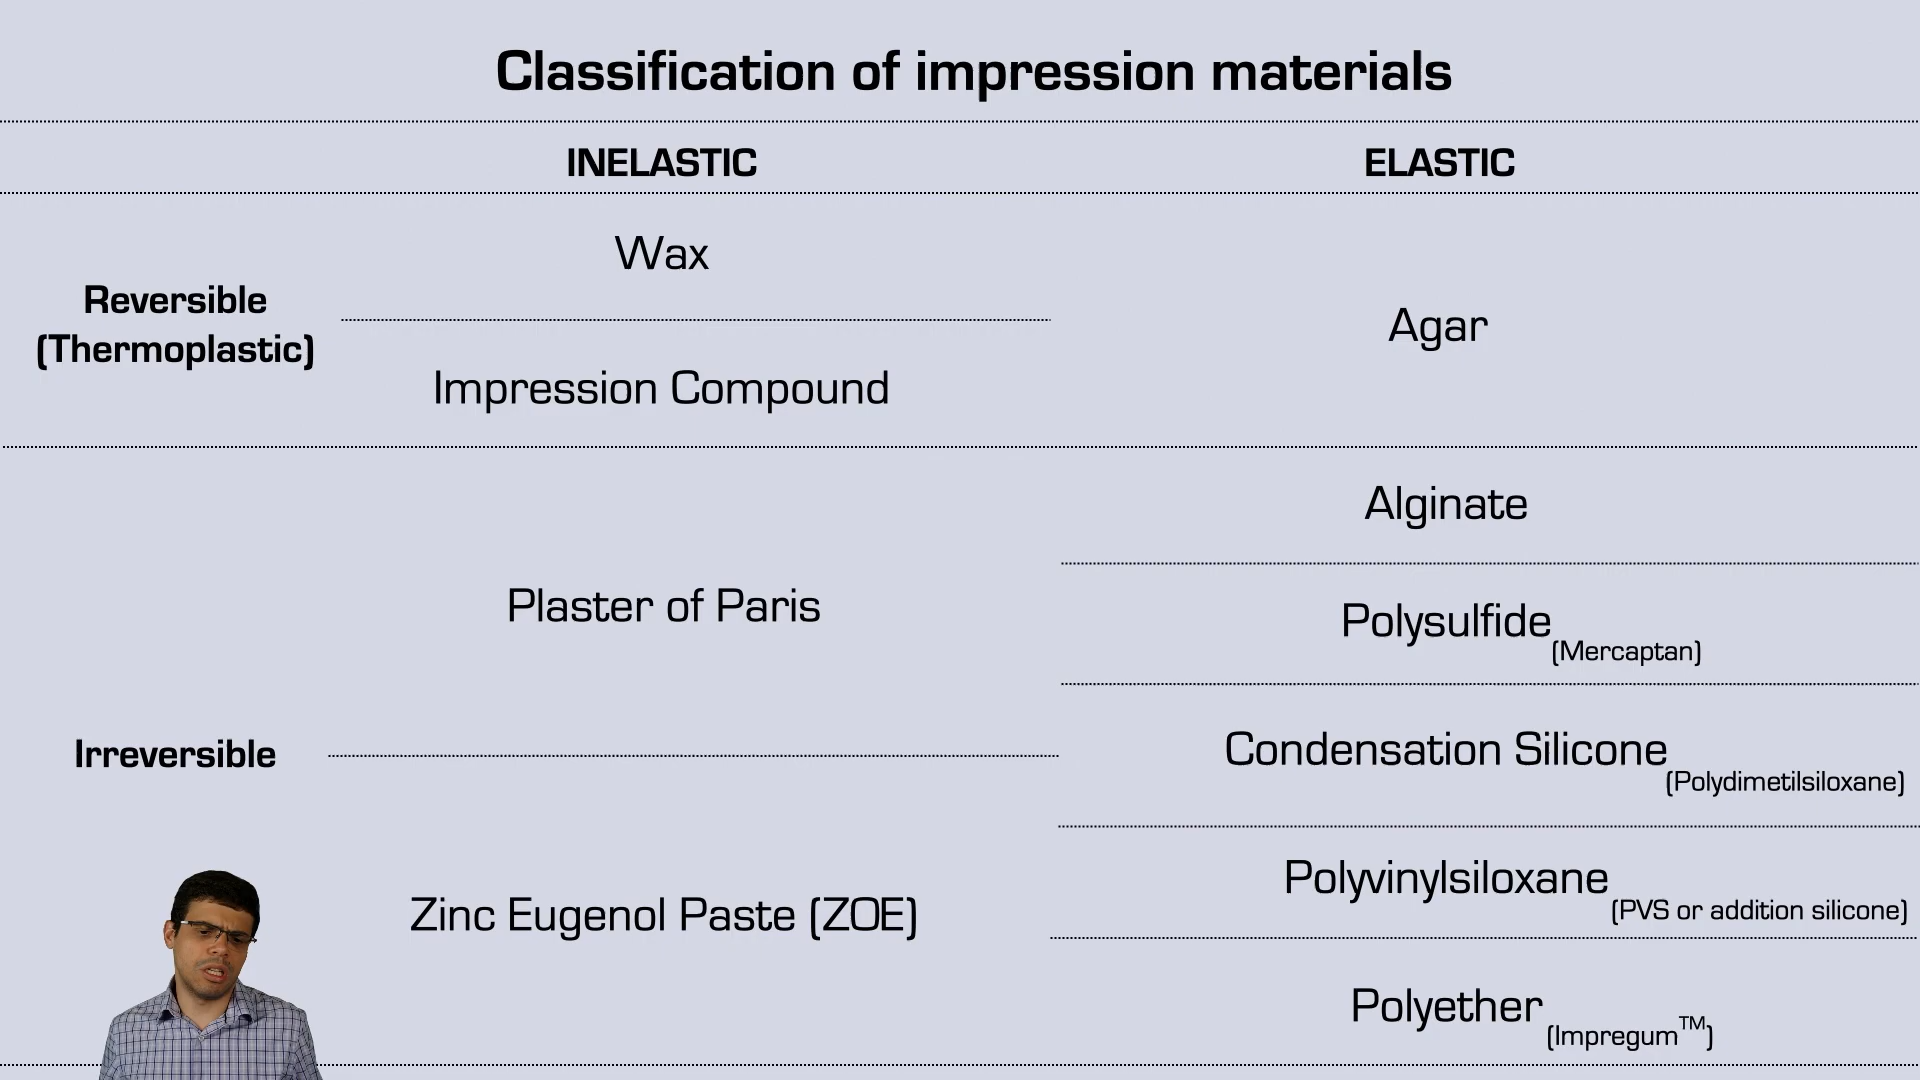 Classification of impression materials
INELASTIC
ELASTIC
Reversible
(Thermoplastic)
Wax
Impression Compound
Agar
Irreversible
Plaster of Paris
Zinc Eugenol Paste (ZOE)
Alginate
Polysulfide (Mercaptan)
Condensation Silicone (Polydimetilsiloxane)
Polyvinylsiloxane (PVS or addition silicone)
Polyether (Impregum™)